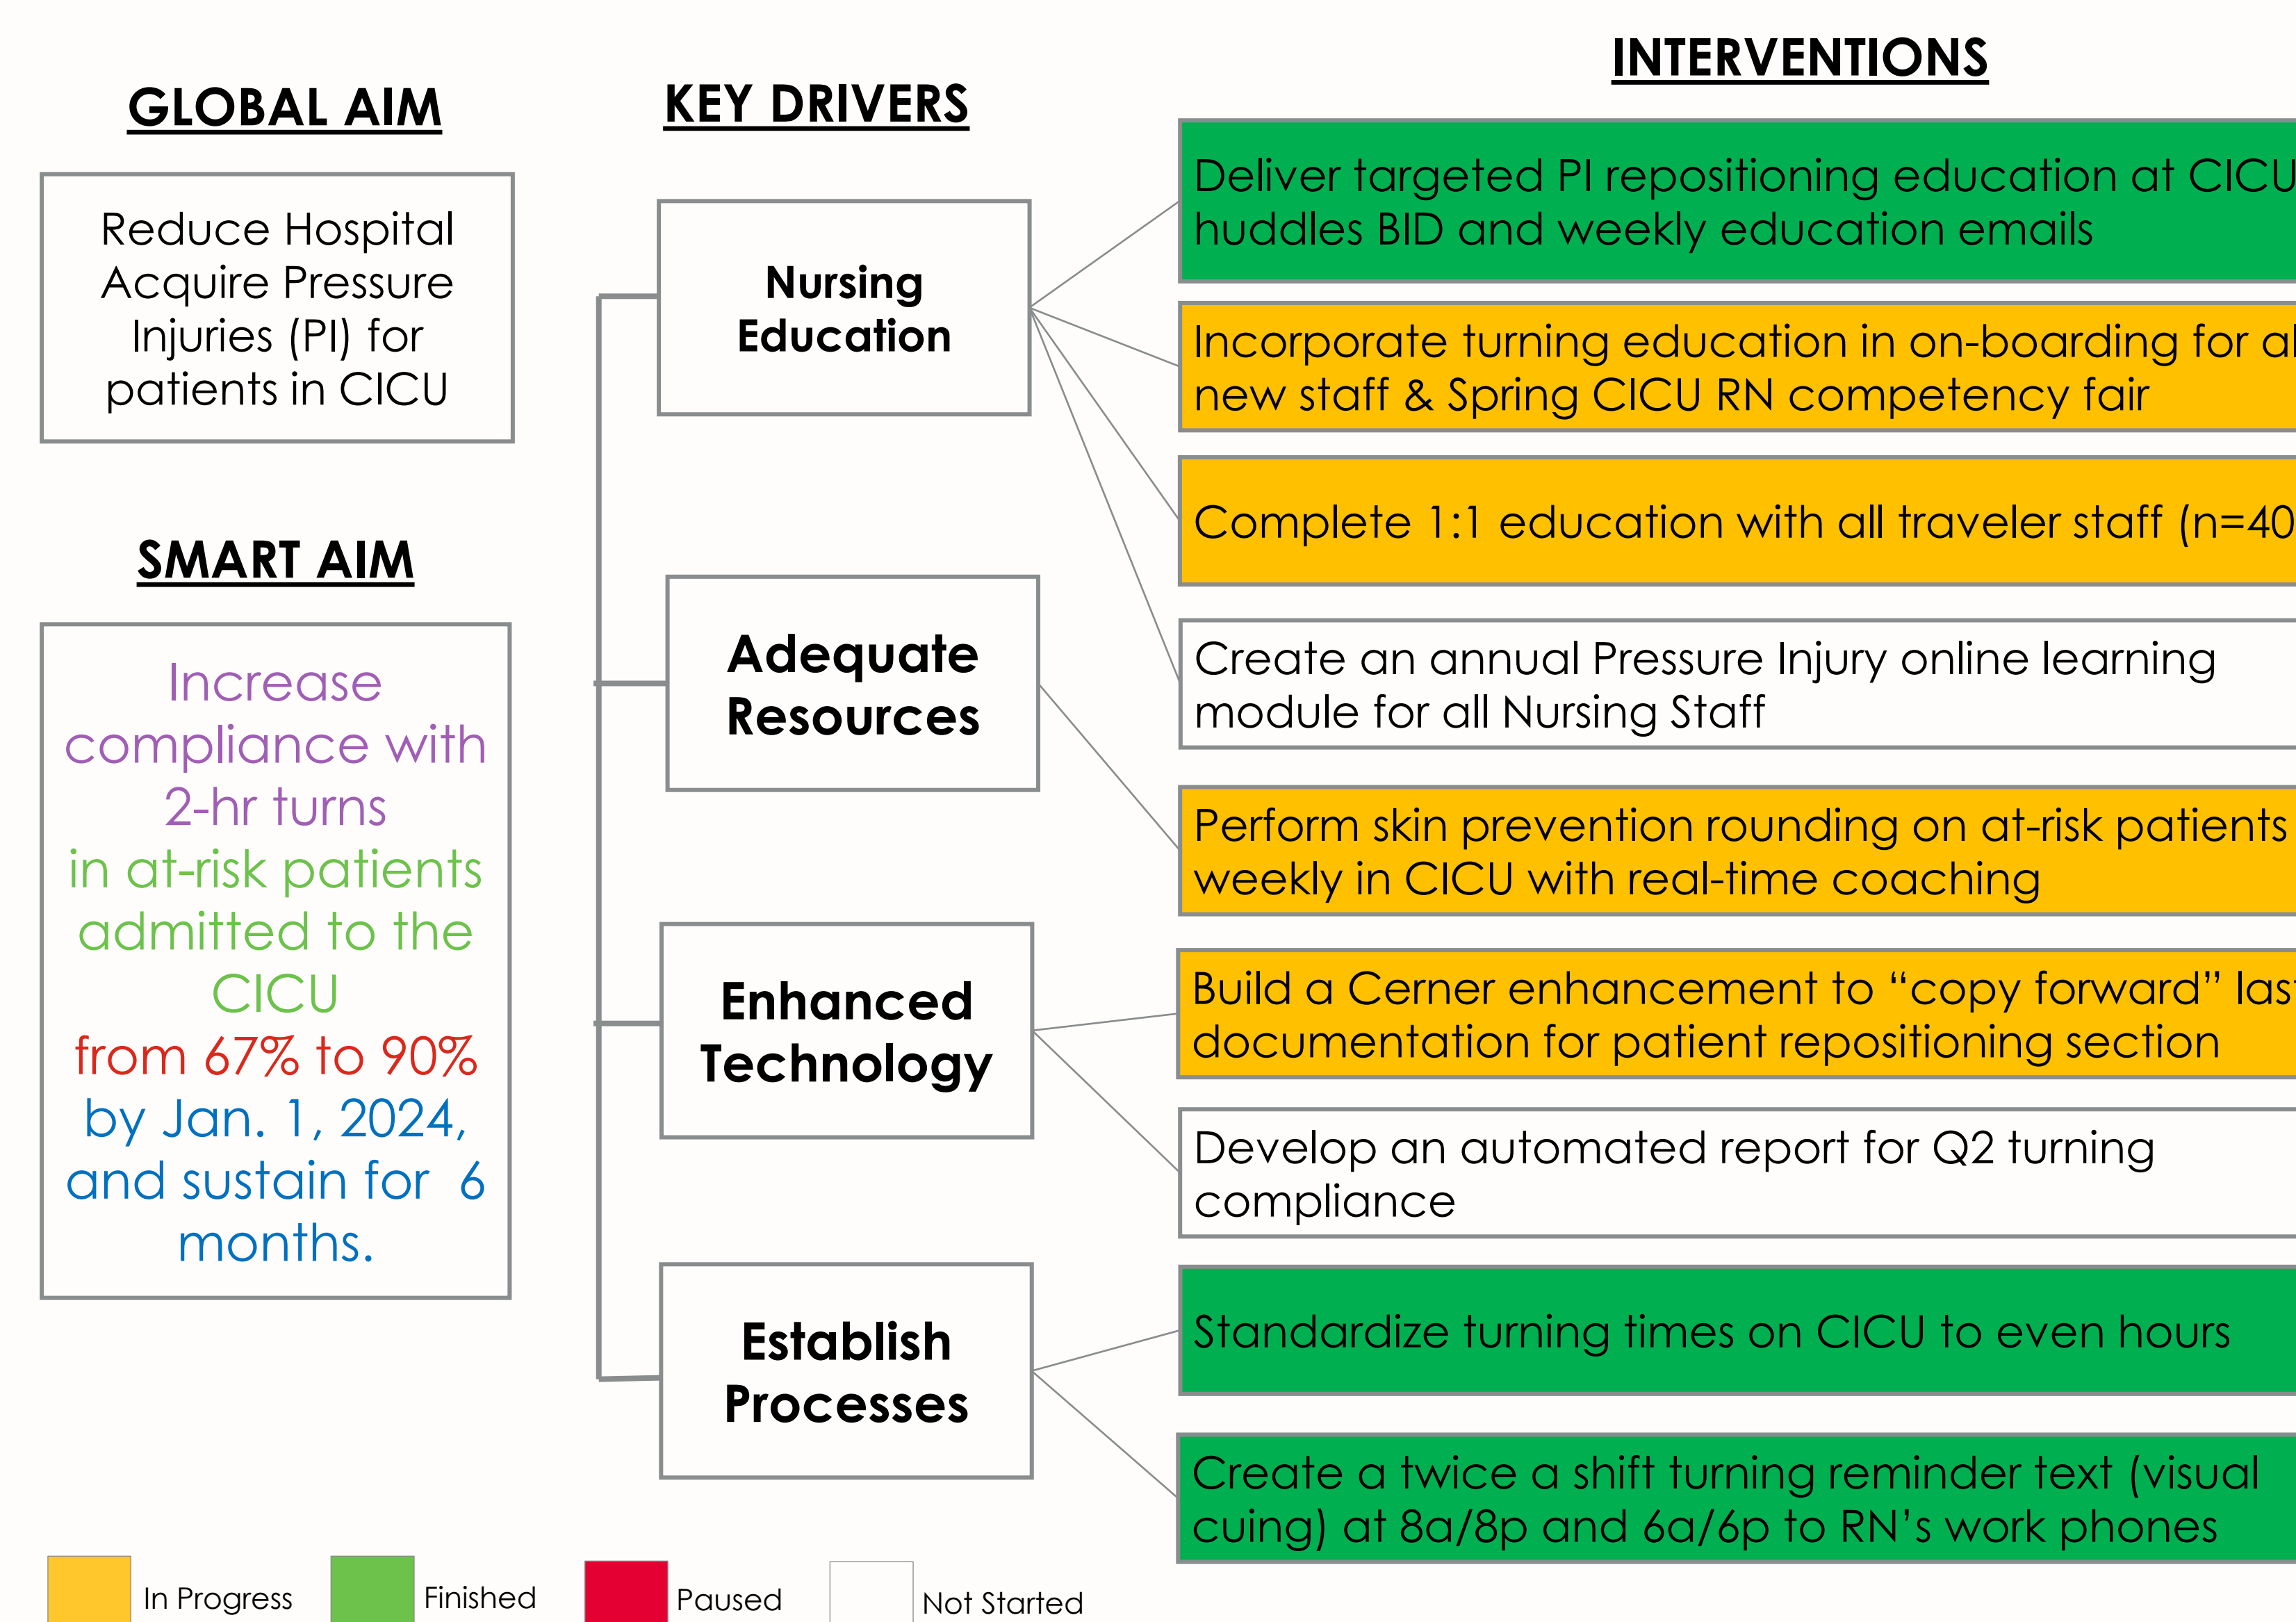 GLOBAL AIM
Reduce Hospital
Acquire Pressure
Injuries (PI) for
patients in CICU
SMART AIM
Increase
compliance with
2-hr turns
in at-risk patients
admitted to the
CICU
from 67% to 90%
by Jan. 1, 2024,
and sustain for 6
months.
KEY DRIVERS
Nursing
Education
Adequate
Resources
Enhanced
Technology
Establish
Processes
INTERVENTIONS
Deliver targeted PI repositioning education at CICU
huddles BID and weekly education emails
Incorporate turning education in on-boarding for
new staff & Spring CICU RN competency fair
Complete 1:1 education with all traveler staff (n=40
Create an annual Pressure Injury online learning
module for all Nursing Staff
Perform skin prevention rounding on at-risk patients
weekly in CICU with real-time coaching
Build a Cerner enhancement to “copy forward”
documentation for patient repositioning section
Develop an automated report for Q2 turning
compliance
Standardize turning times on CICU to even hours
Create a twice a shift turning reminder text (visual
cuing) at 8a/8p and 6a/6p to RN’s work phones
In Progress
Finished
Paused
Not Started